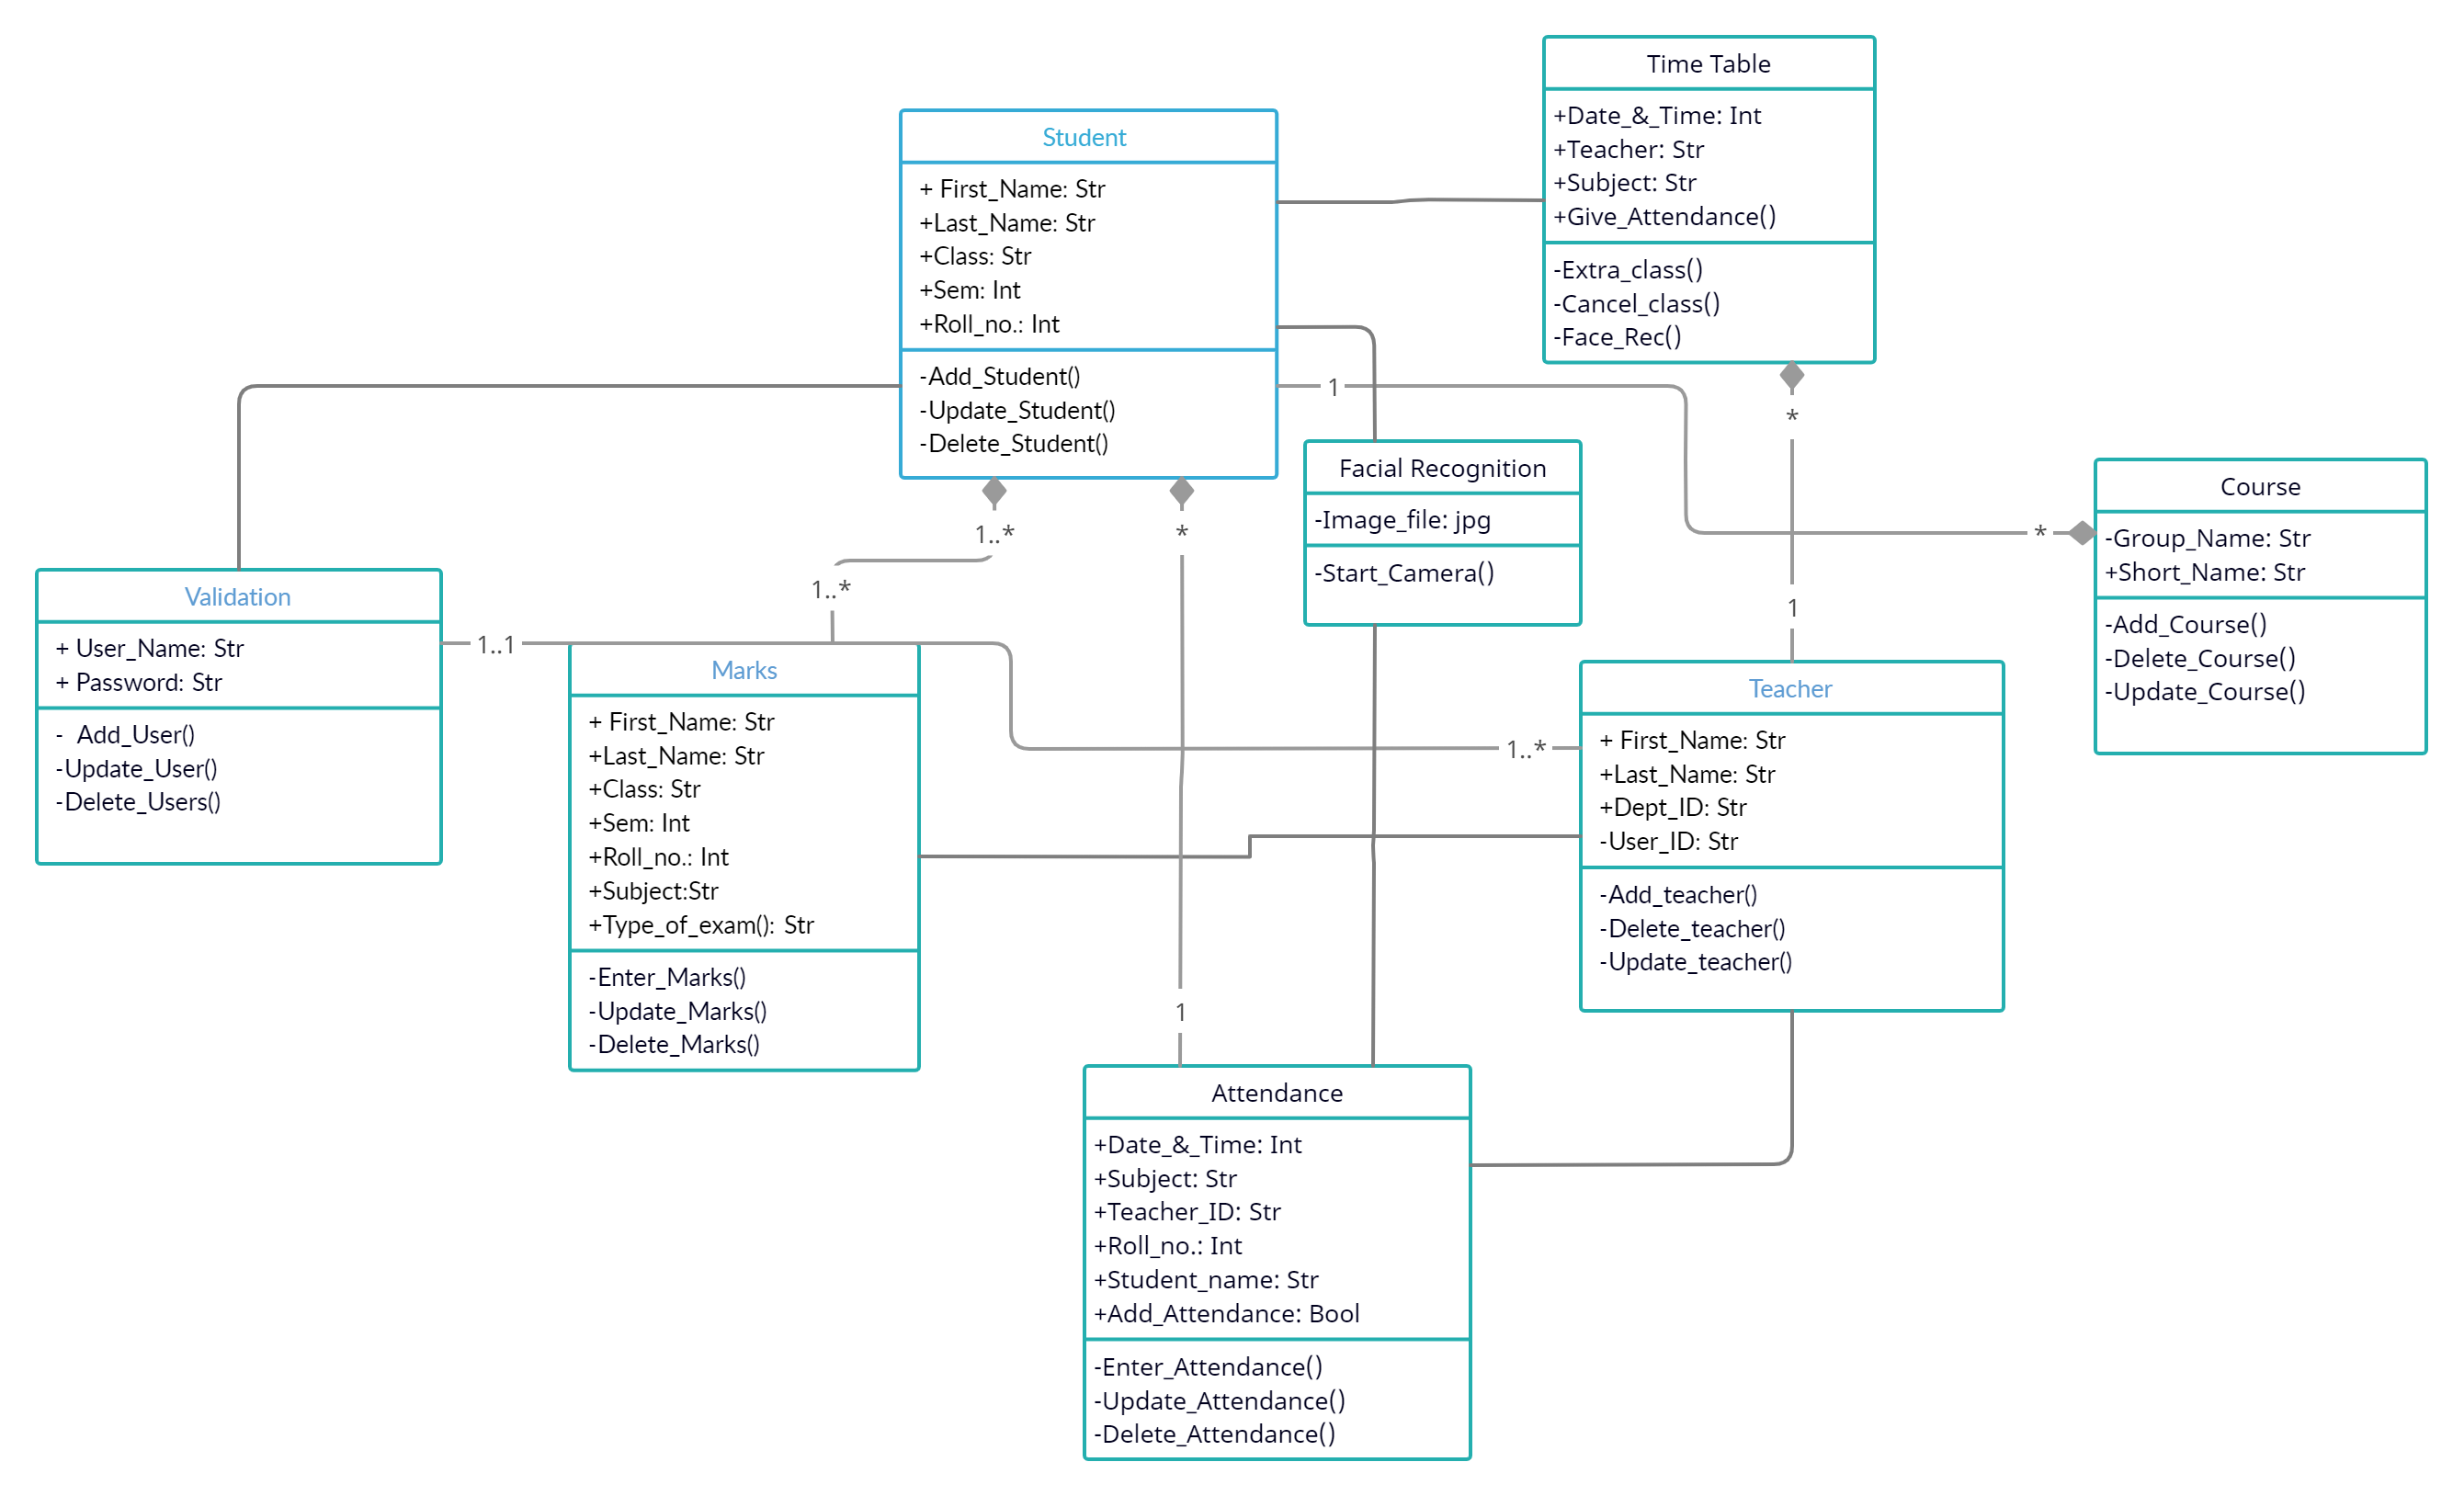 Time Table
+Date_&_Time: Int
+Teacher: Str
+Subject: Str
+Give_Attendance()
-Extra_class()
-Cancel_class()
-Face_Rec()
Student
+ First_Name: Str
+Last_Name: Str
+Class: Str
+Sem: Int
+Roll_no.: Int
-Add_Student()
-Update_Student()
-Delete_Student()
1
*
1..*
*
*
1..*
1
Facial Recognition
-Image_file: jpg
-Start_Camera()
Course
-Group_Name: Str
+Short_Name: Str
-Add_Course()
-Delete_Course()
-Update_Course()
Validation
+ User_Name: Str
+ Password: Str
-  Add_User()
-Update_User()
-Delete_Users()
1..1
1..*
Marks
+ First_Name: Str
+Last_Name: Str
+Class: Str
+Sem: Int
+Roll_no.: Int
+Subject:Str
+Type_of_exam(): Str
-Enter_Marks()
-Update_Marks()
-Delete_Marks()
Teacher
+ First_Name: Str
+Last_Name: Str
+Dept_ID: Str
-User_ID: Str
-Add_teacher()
-Delete_teacher()
-Update_teacher()
1
Attendance
+Date_&_Time: Int
+Subject: Str
+Teacher_ID: Str
+Roll_no.: Int
+Student_name: Str
+Add_Attendance: Bool
-Enter_Attendance()
-Update_Attendance()
-Delete_Attendance()